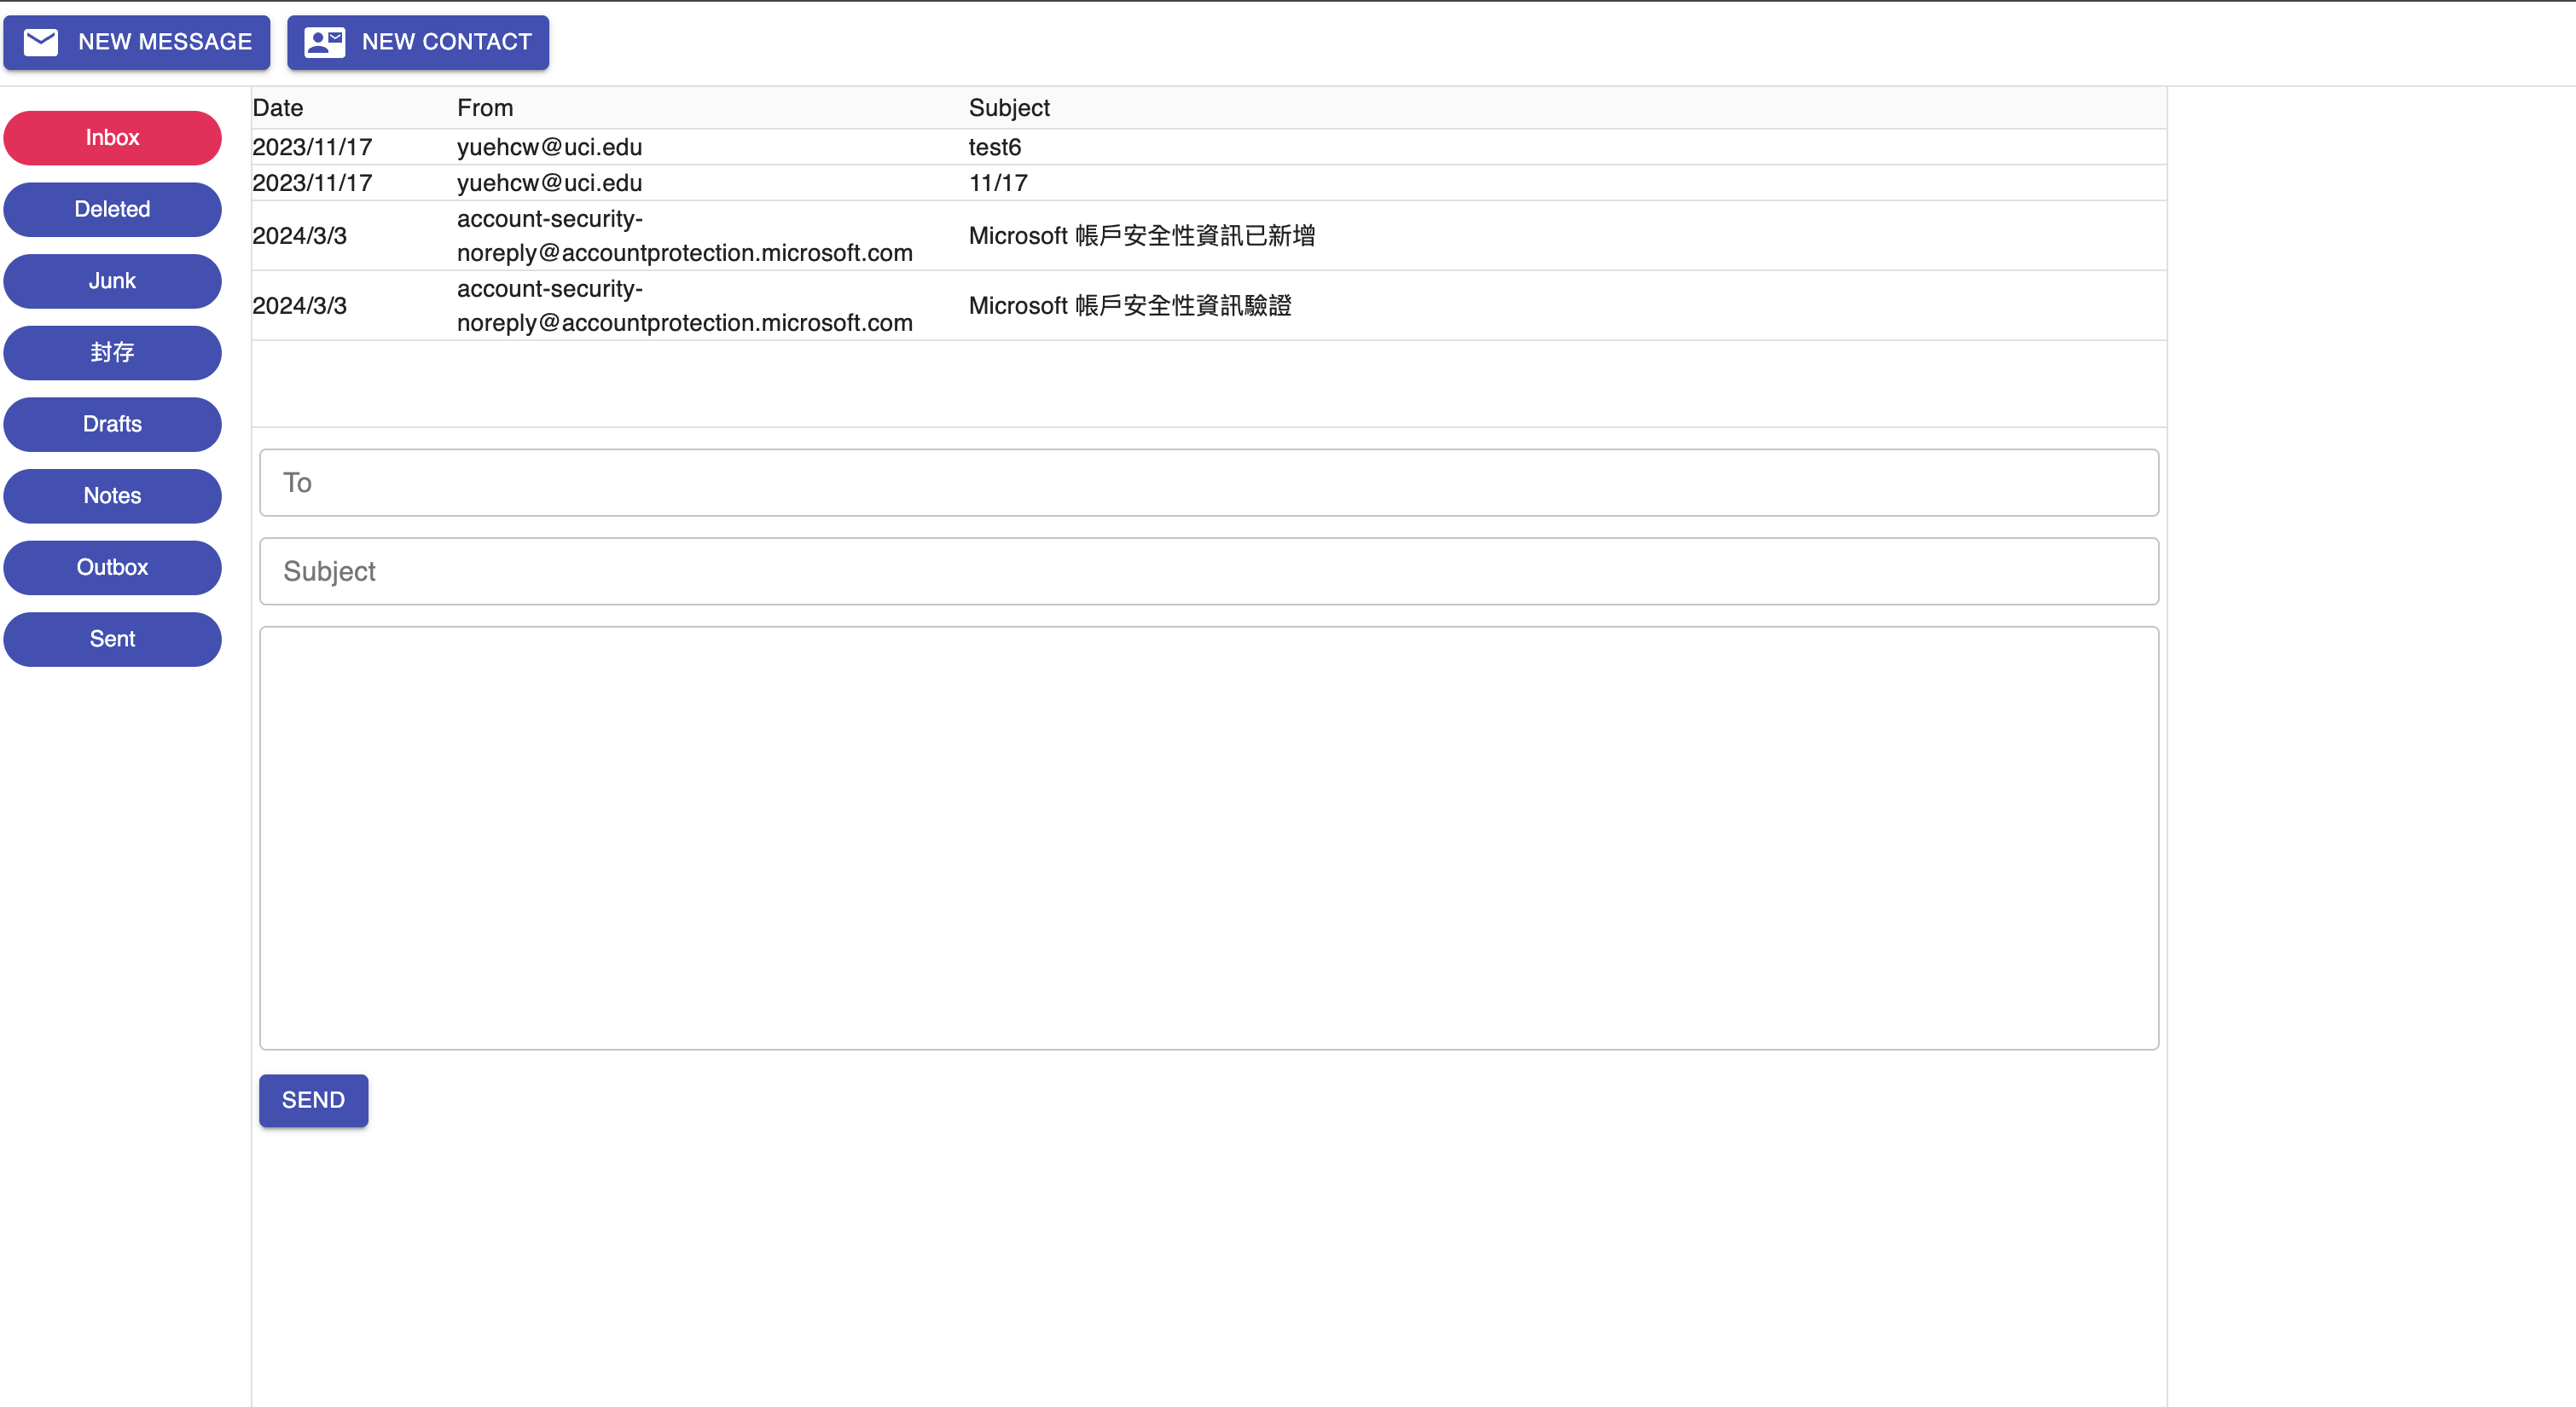 NEW MESSAGE NEW CONTACT
Inbox
Deleted
Junk
封存
Drafts
Notes
Outbox
Sent
Date From Subject
2023/11/17 yuehcw@uci.edu test6
2023/11/17 yuehcw@uci.edu 11/17
2024/3/3 account-security-
noreply@accountprotection.microsoft.com Microsoft 帳戶安全性資訊已新增
2024/3/3 account-security-
noreply@accountprotection.microsoft.com Microsoft 帳戶安全性資訊驗證
To
Subject
SEND